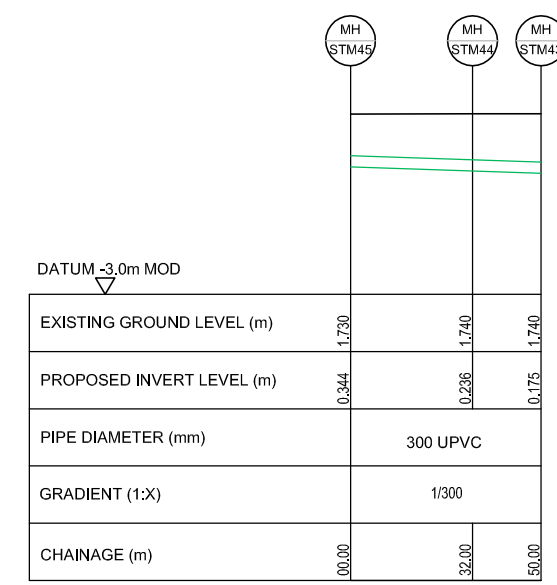 MH
STM45
MH
STM44
MH
STM43
DATUM -3.0m MOD
EXISTING GROUND LEVEL (m)
1.730
1.740
1.740
PROPOSED INVERT LEVEL (m)
0.344
0.236
0.175
PIPE DIAMETER (mm)
300 UPVC
GRADIENT (1:X)
1/300
CHAINAGE (m)
00.00
32.00
50.00